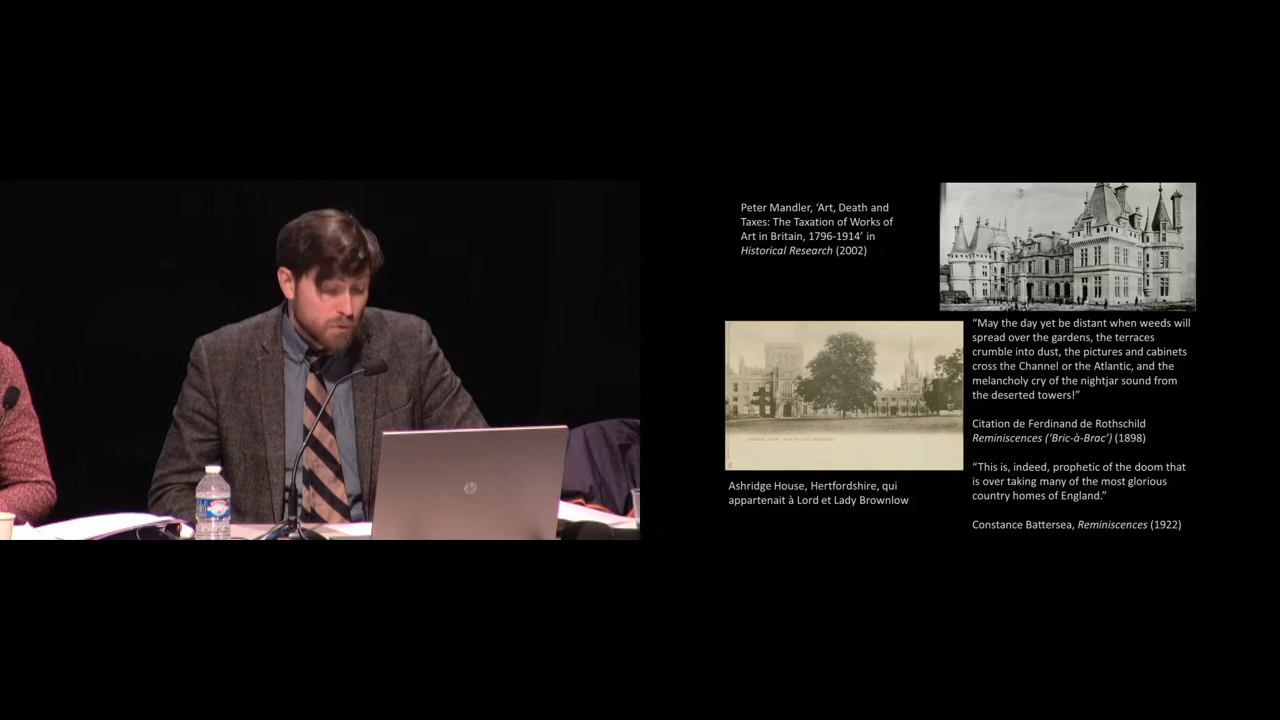 Peter Mandler, ‘Art, Death and
Taxes: The Taxation of Works of
Art in Britain, 1796-1914’ in
Historical Research (2002)
“May the day yet be distant when weeds will
spread over the gardens, the terraces
crumble into dust, the pictures and cabinets
cross the Channel or the Atlantic, and the
melancholy cry of the nightjar sound from
the deserted towers!”
Citation de Ferdinand de Rothschild
Reminiscences (‘Bric-à-Brac’) (1898)
“This is, indeed, prophetic of the doom that
is over taking many of the most glorious
country homes of England.”
Constance Battersea, Reminiscences (1922)
Ashridge House, Hertfordshire, qui
appartenait à Lord et Lady Brownlow
hp